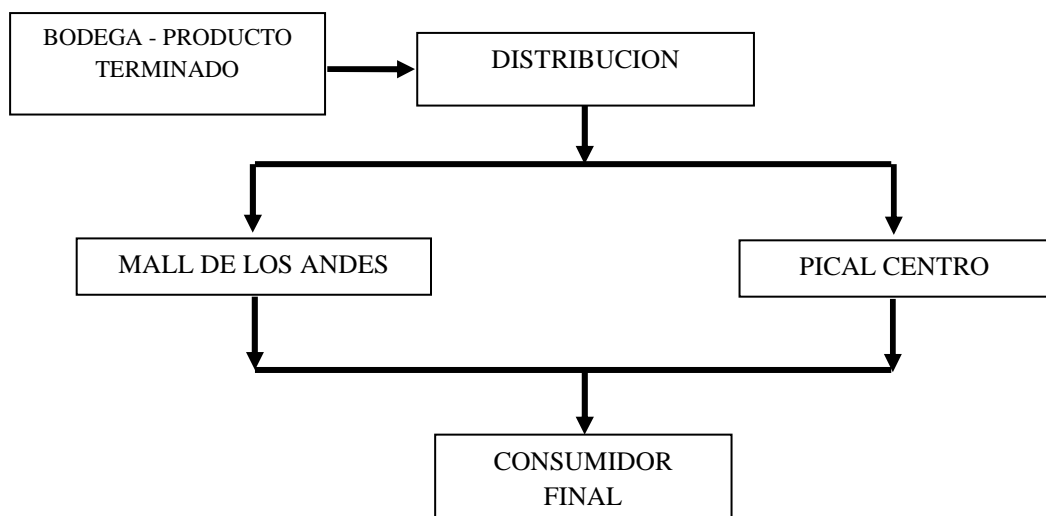 BODEGA - PRODUCTO
TERMINADO
DISTRIBUCION
MALL DE LOS ANDES
PICAL CENTRO
CONSUMIDOR
FINAL